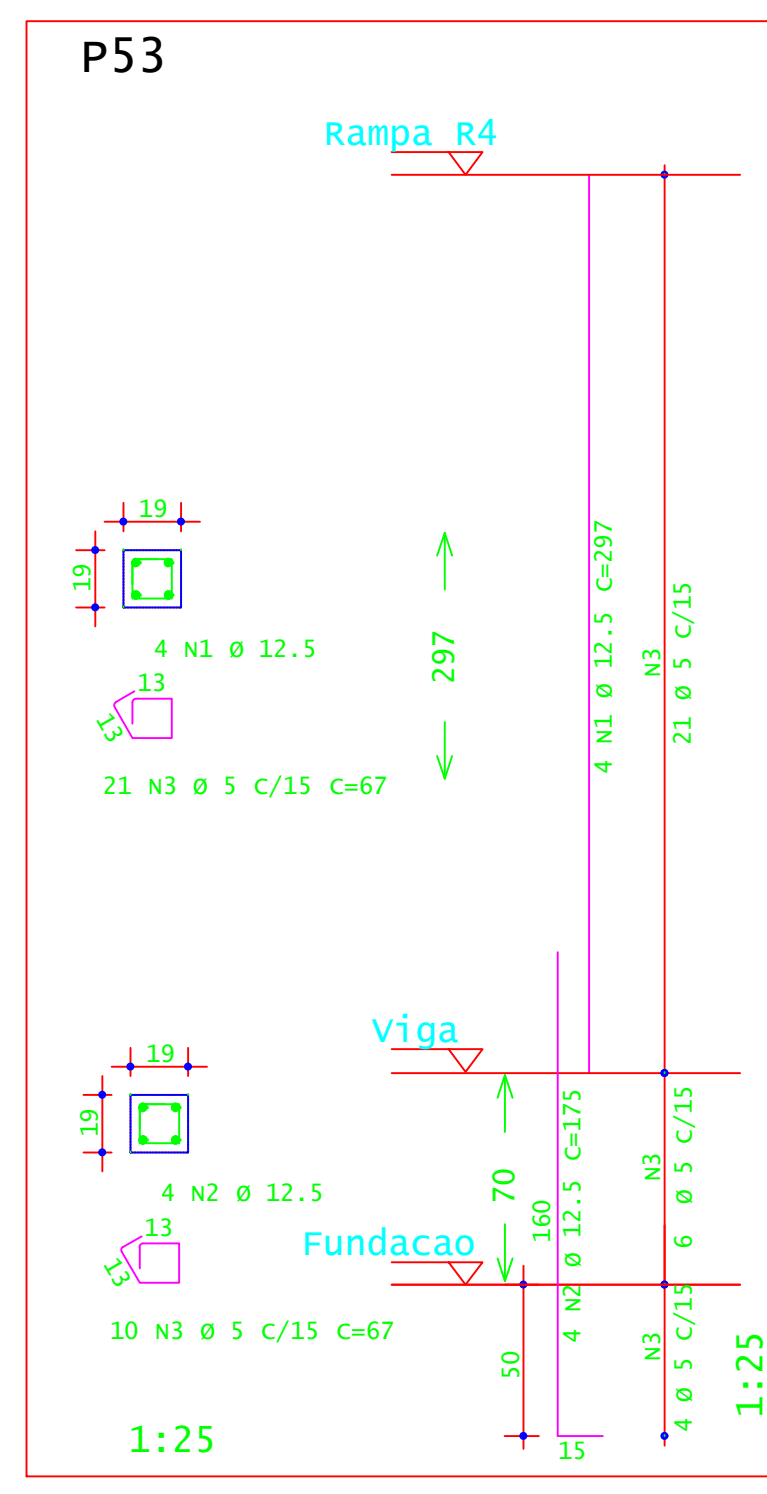 P53
Rampa R4
19
19
4 N1 Ø 12.5
13
13
21 N3 Ø 5 C/15 C=67
297
4 N1 Ø 12.5 C=297
N3
21 Ø 5 C/15
Viga
19
19
4 N2 Ø 12.5
13
13
10 N3 Ø 5 C/15 C=67
70
Fundacao
160
4 N2 Ø 12.5 C=175
N3
6 Ø 5 C/15
50
15
N3
4 Ø 5 C/15
1:25
1:25